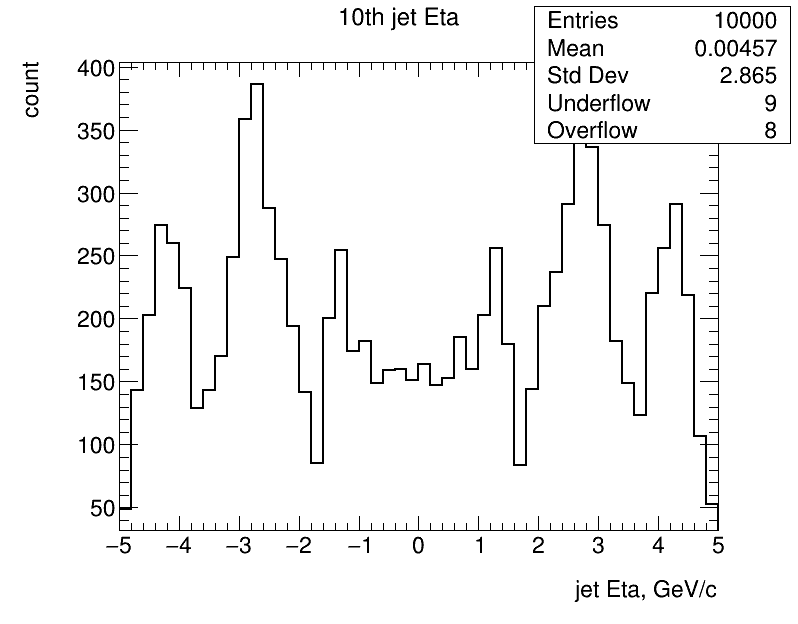 10th jet Eta
Entries 10000
Mean 0.00457
Std Dev 2.865
Underflow 9
Overflow 8
count
400
350
300
250
200
150
100
50
−5 −4 −3 −2 −1 0 1 2 3 4 5
jet Eta, GeV/c